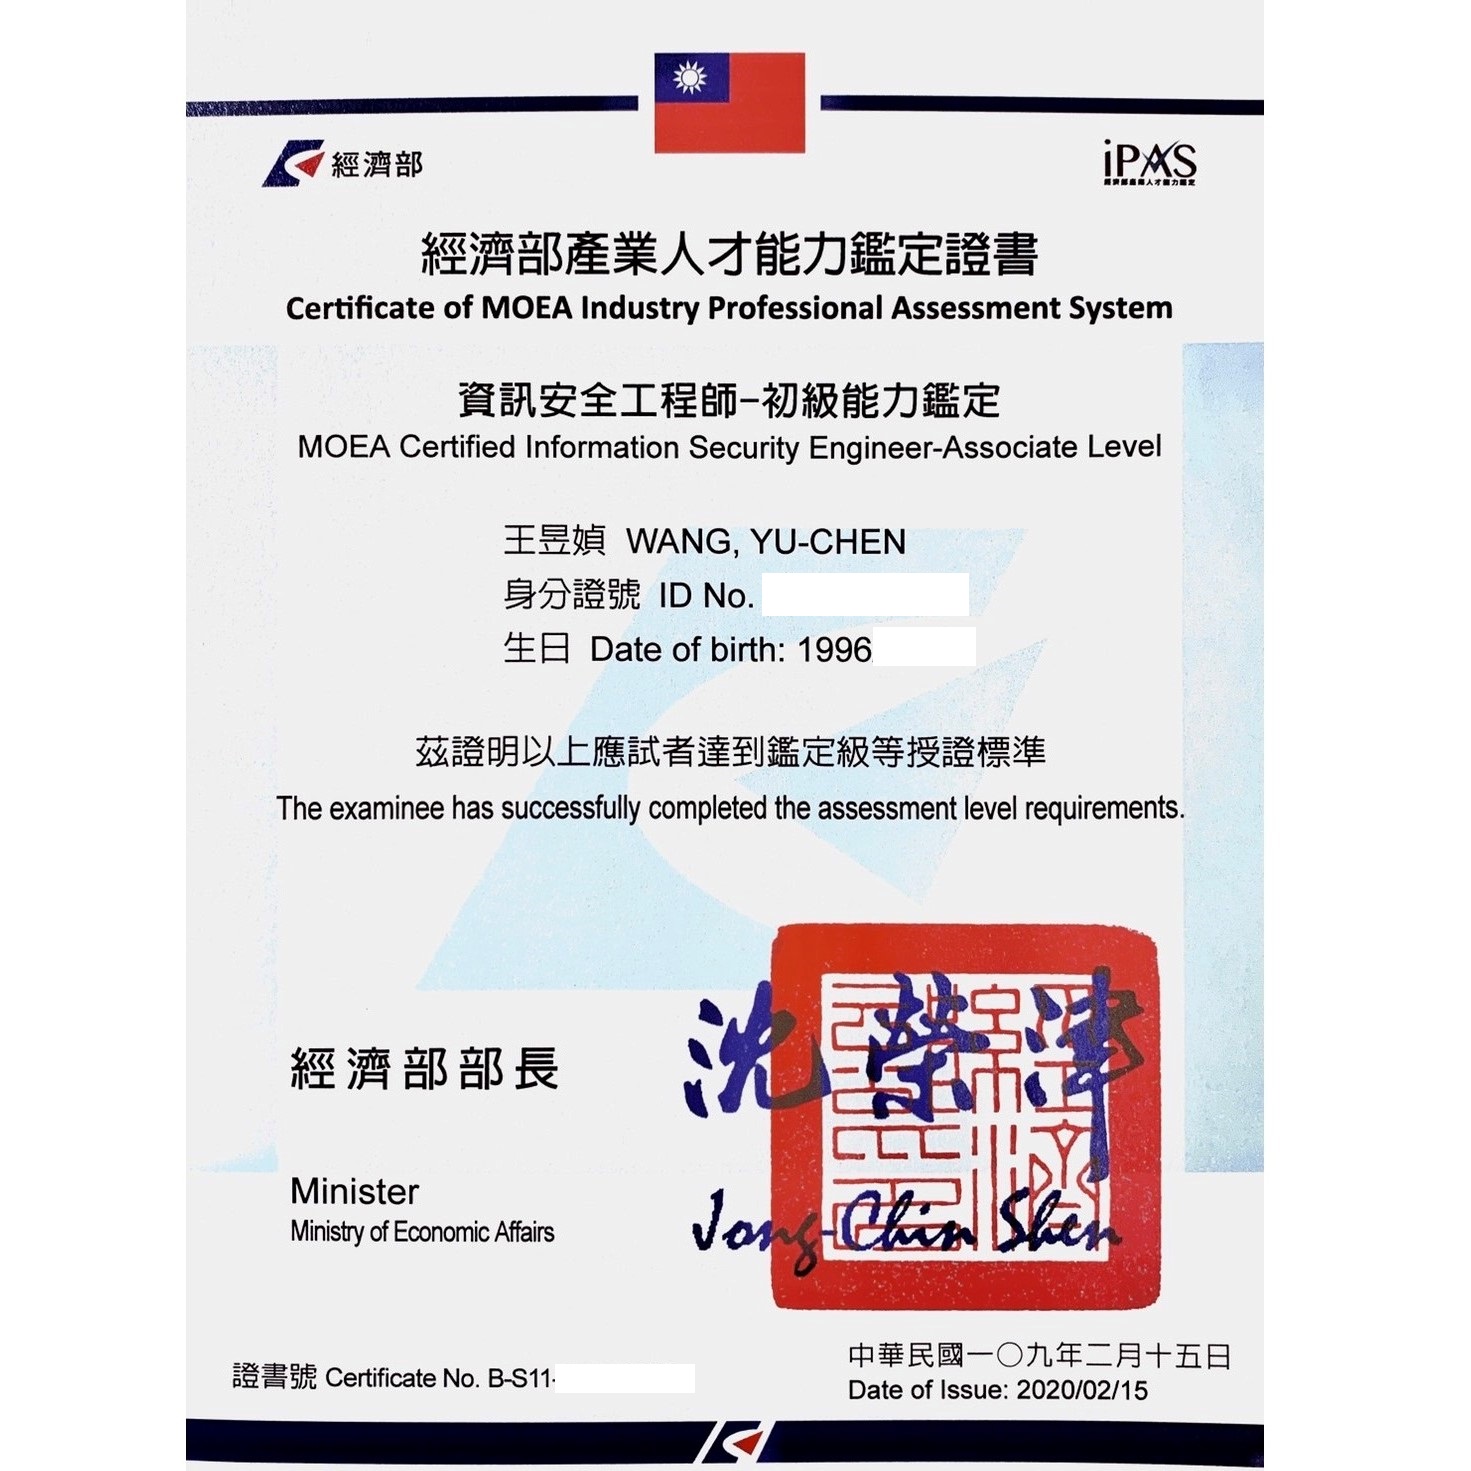 經濟部
iPAS
經濟部產業人才能力鑑定
經濟部產業人才能力鑑定證書
Certificate of MOEA Industry Professional Assessment System
資訊安全工程師-初級能力鑑定
MOEA Certified Information Security Engineer-Associate Level
王昱媜 WANG, YU-CHEN
身分證號 ID No.
生日 Date of birth: 1996
茲證明以上應試者達到鑑定級等授證標準
The examinee has successfully completed the assessment level requirements.
經濟部部長
沈榮津
Minister
Ministry of Economic Affairs
Jong-Chin Shen
證書號 Certificate No. B-S11-
中華民國一〇九年二月十五日
Date of Issue: 2020/02/15